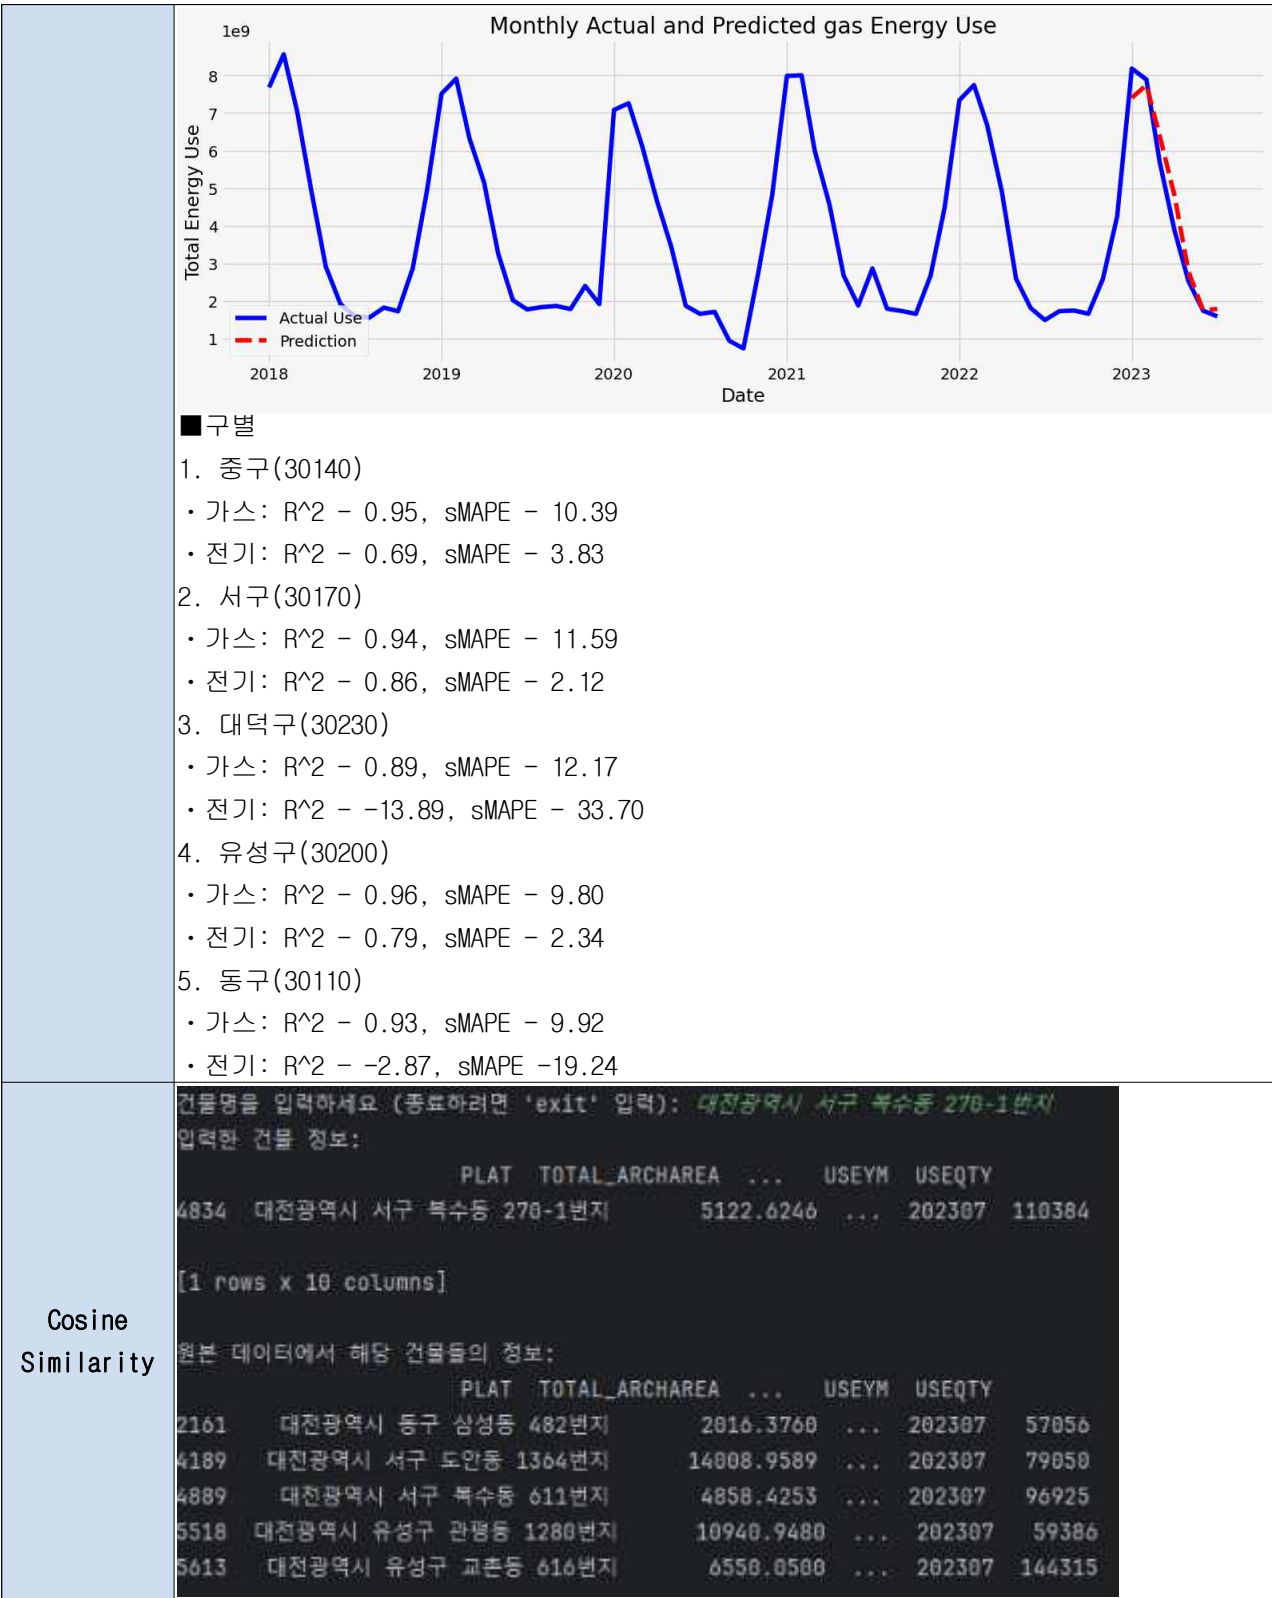 Monthly Actual and Predicted gas Energy Use
1e9
8
7
6
5
4
3
2
1
Total Energy Use
Actual Use
Prediction
2018 2019 2020 2021 2022 2023
Date
■구별
1. 중구(30140)
・가스: R^2 - 0.95, sMAPE - 10.39
・전기: R^2 - 0.69, sMAPE - 3.83
2. 서구(30170)
・가스: R^2 - 0.94, sMAPE - 11.59
・전기: R^2 - 0.86, sMAPE - 2.12
3. 대덕구(30230)
・가스: R^2 - 0.89, sMAPE - 12.17
・전기: R^2 - -13.89, sMAPE - 33.70
4. 유성구(30200)
・가스: R^2 - 0.96, sMAPE - 9.80
・전기: R^2 - 0.79, sMAPE - 2.34
5. 동구(30110)
・가스: R^2 - 0.93, sMAPE - 9.92
・전기: R^2 - -2.87, sMAPE -19.24
Cosine
Similarity
건물명을 입력하세요 (종료하려면 'exit' 입력): 대전광역시 서구 복수동 270-1번지
입력한 건물 정보:
PLAT TOTAL_ARCHAREA ... USEYM USEQTY
4834 대전광역시 서구 복수동 270-1번지 5122.6246 ... 202307 110384
[1 rows x 10 columns]
원본 데이터에서 해당 건물들의 정보:
PLAT TOTAL_ARCHAREA ... USEYM USEQTY
2161 대전광역시 동구 삼성동 482번지 2016.3760 ... 202307 57056
4189 대전광역시 서구 도안동 1364번지 14008.9589 ... 202307 79050
4889 대전광역시 서구 복수동 611번지 4858.4253 ... 202307 96925
5518 대전광역시 유성구 관평동 1280번지 10940.9480 ... 202307 59386
5613 대전광역시 유성구 교촌동 616번지 6550.0500 ... 202307 144315